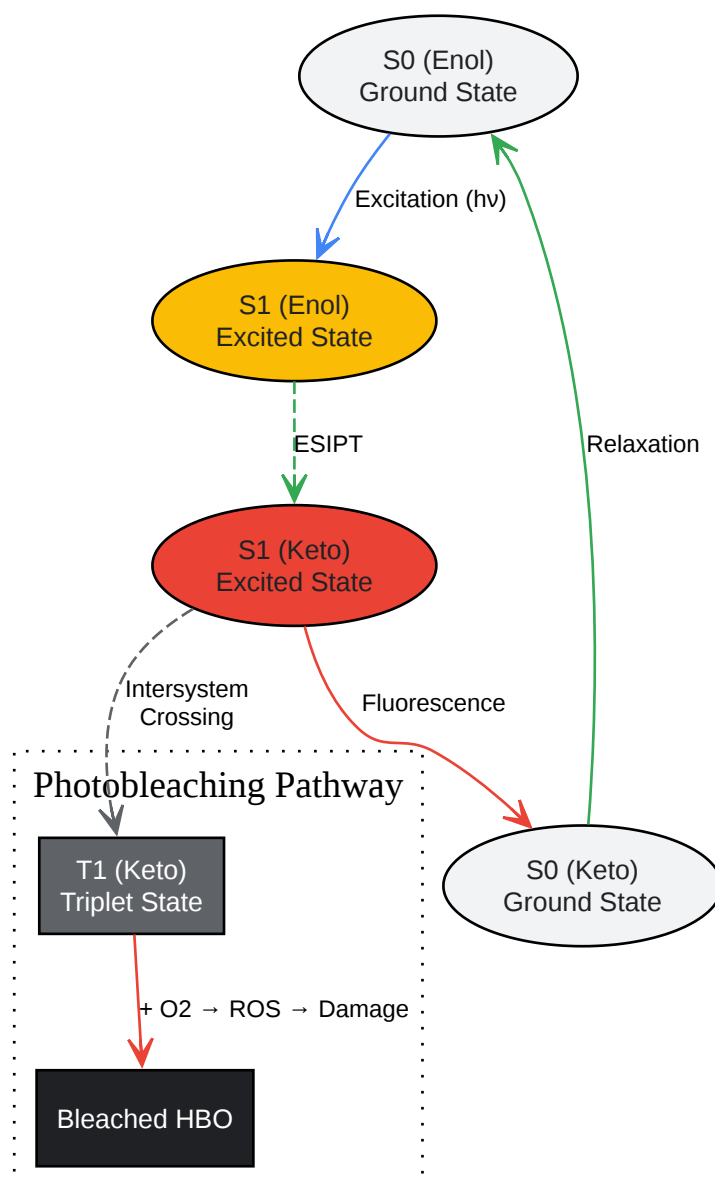 S0 (Enol)
Ground State
Excitation (hν)
S1 (Enol)
Excited State
ESIPT
Relaxation
S1 (Keto)
Excited State
Intersystem
Crossing
Fluorescence
Photobleaching Pathway
T1 (Keto)
Triplet State
S0 (Keto)
Ground State
+ O2 → ROS → Damage
Bleached HBO